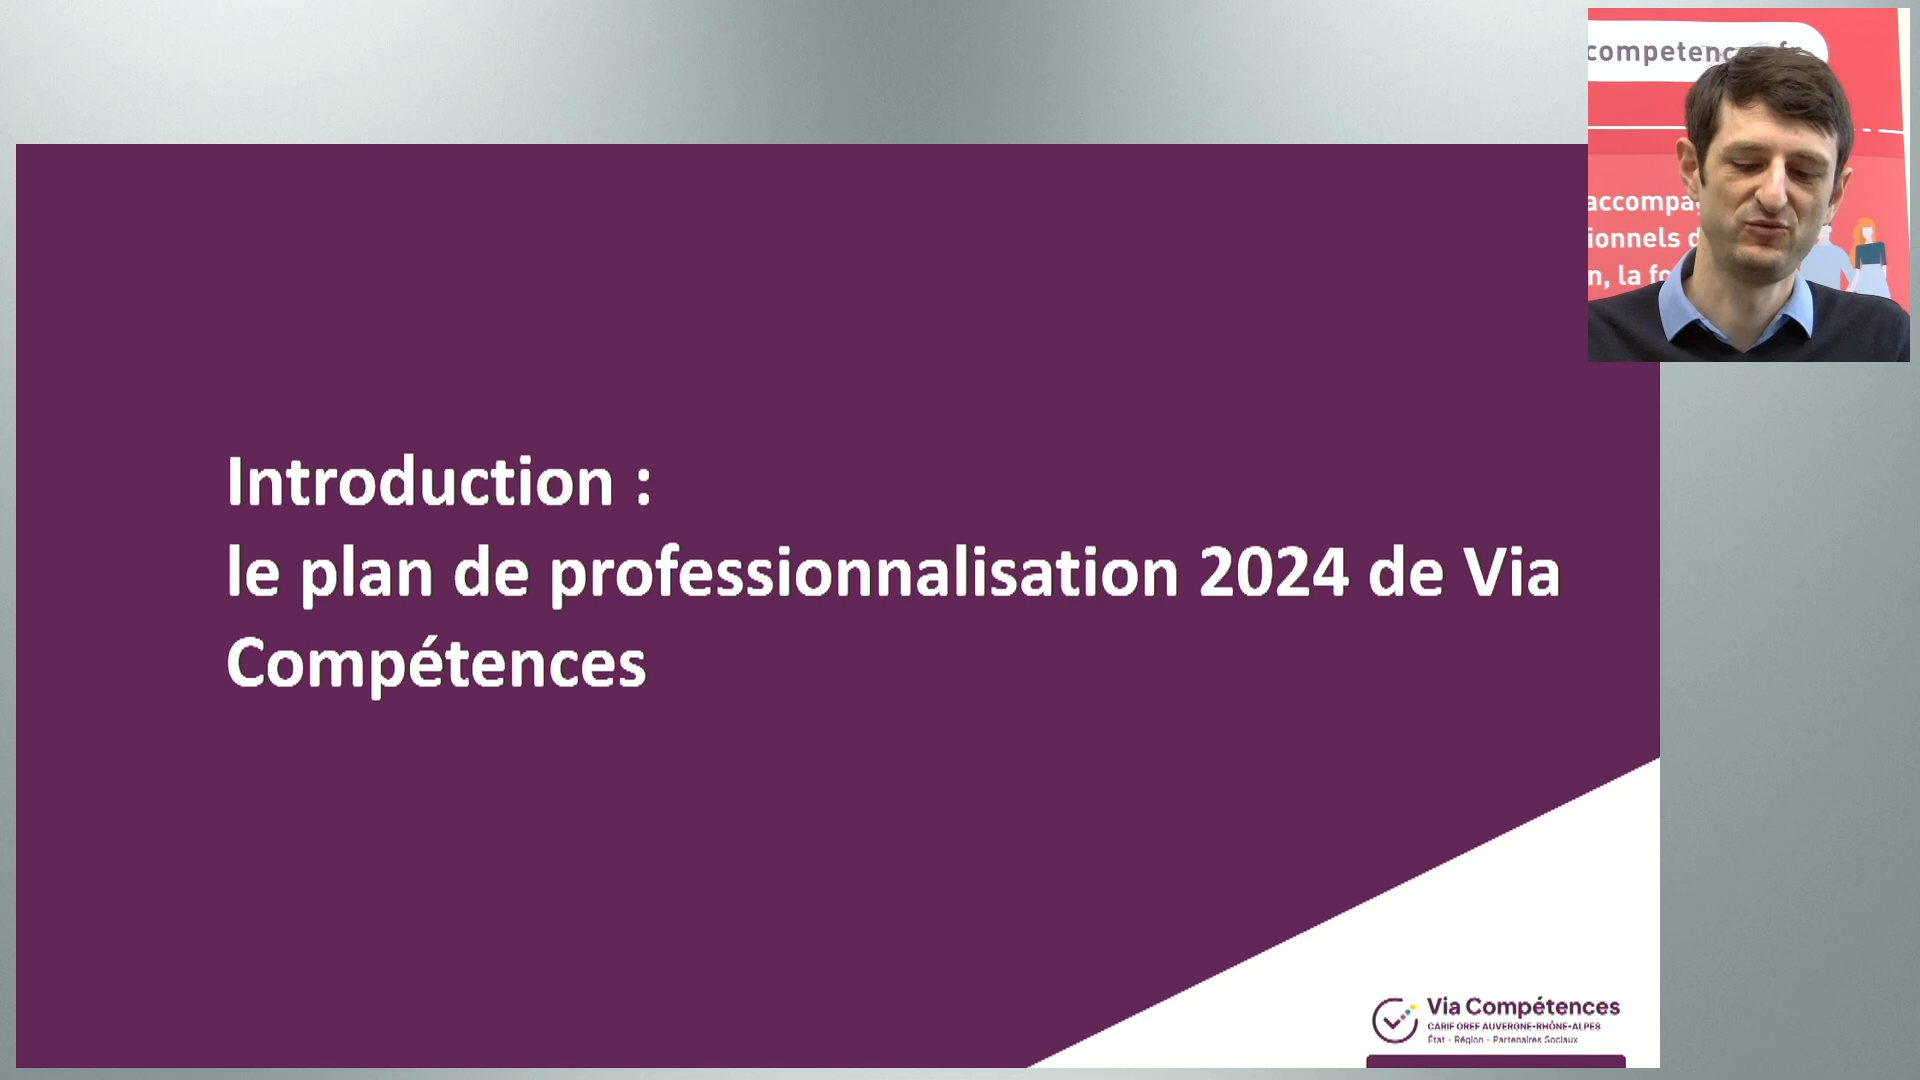 competenc
accompa
ionnels d
n, la fo
Introduction :
le plan de professionnalisation 2024 de Via
Compétences
Via Compétences
CARIF OREF AUVERGNE-RHÔNE-ALPES
État - Région - Partenaires Sociaux